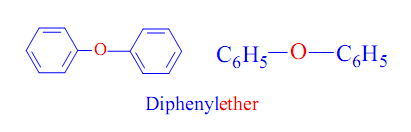 O C₆H₅—O—C₆H₅
Diphenylether